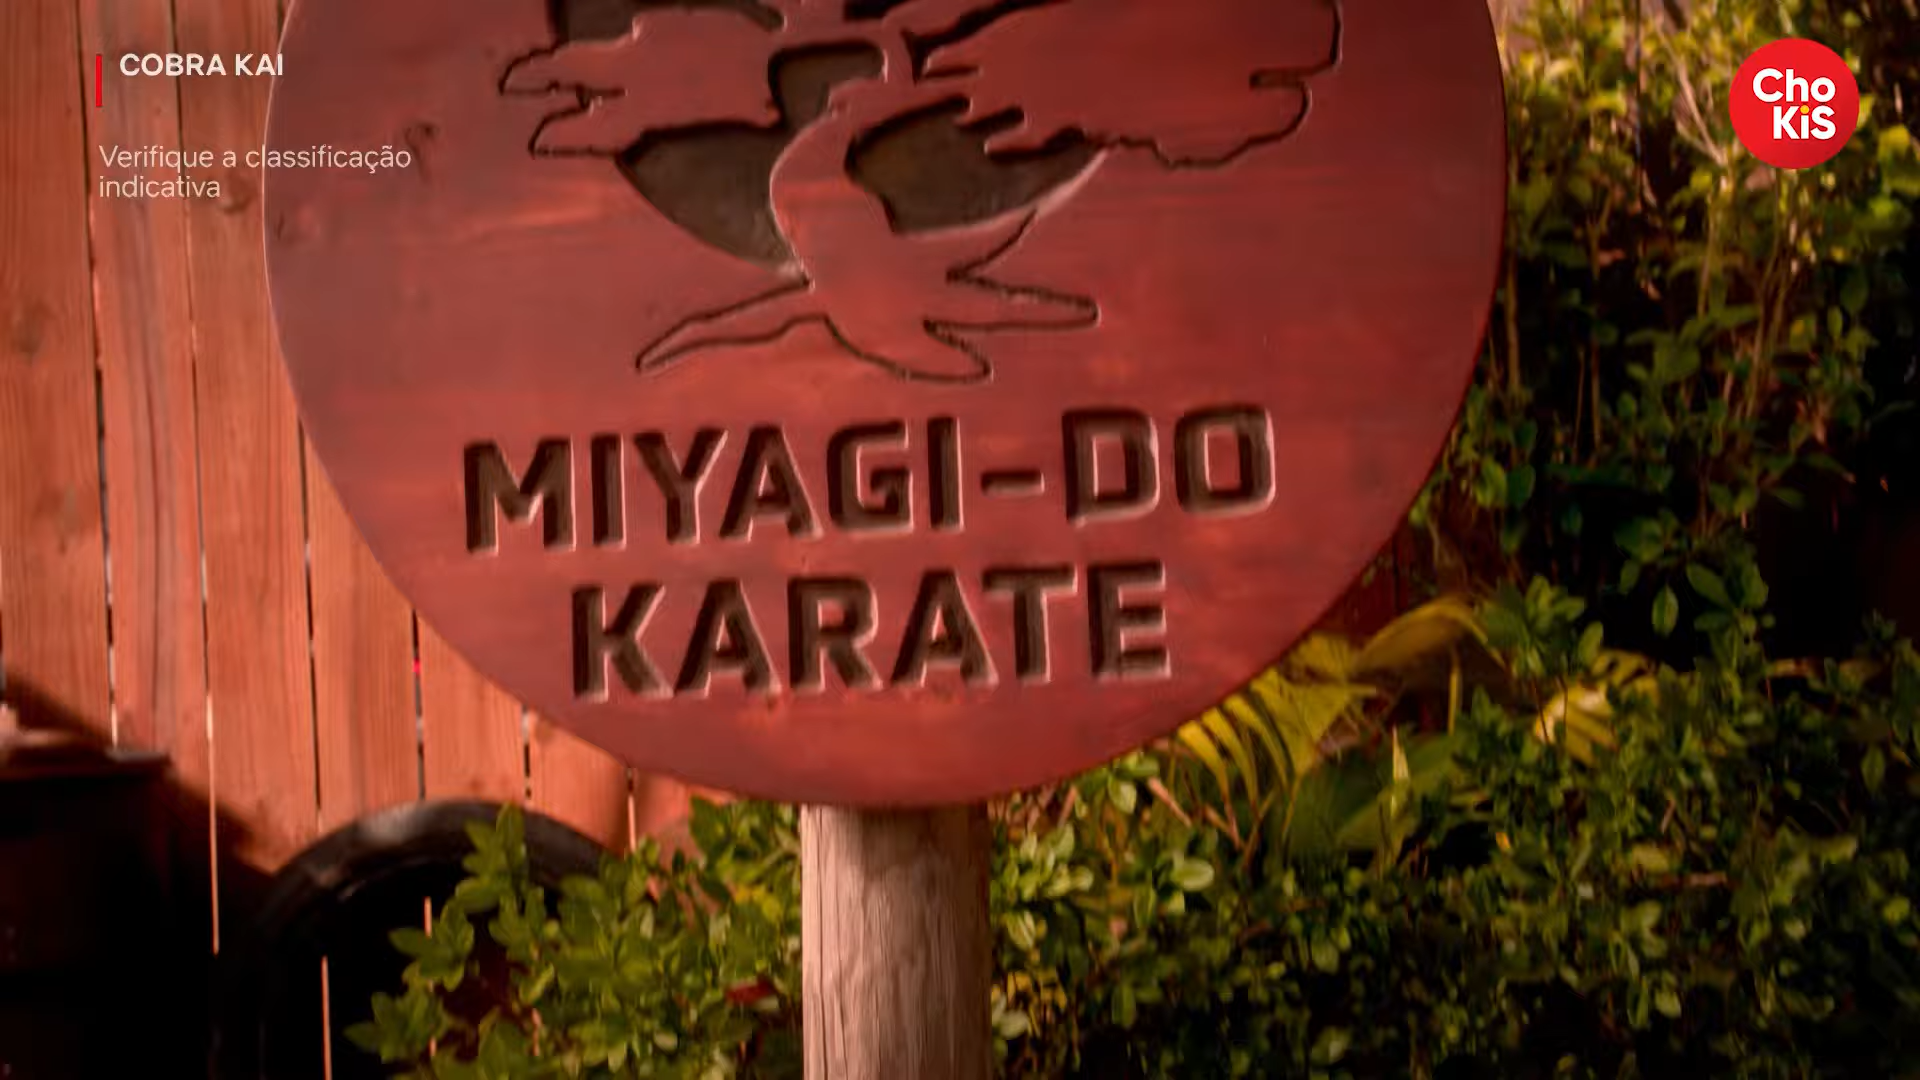 COBRA KAI
Verifique a classificação
indicativa
Cho
KiS
MIYAGI-DO
KARATE